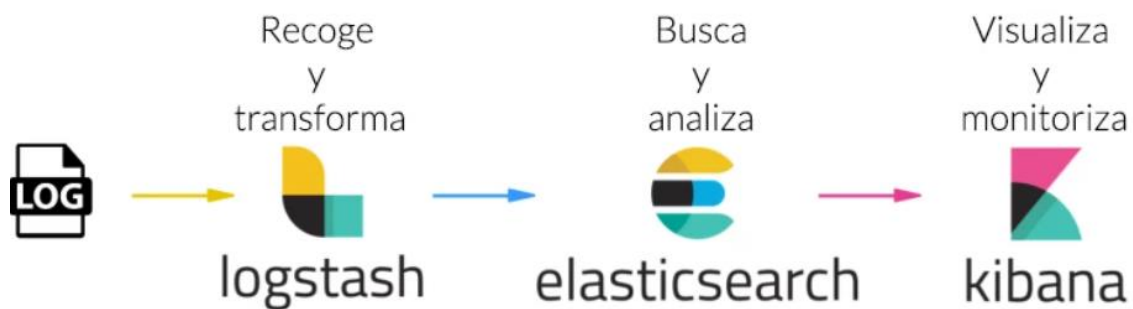 Recoge
y
transforma
Busca
y
analiza
Visualiza
y
monitoriza
LOG
logstash
elasticsearch
kibana